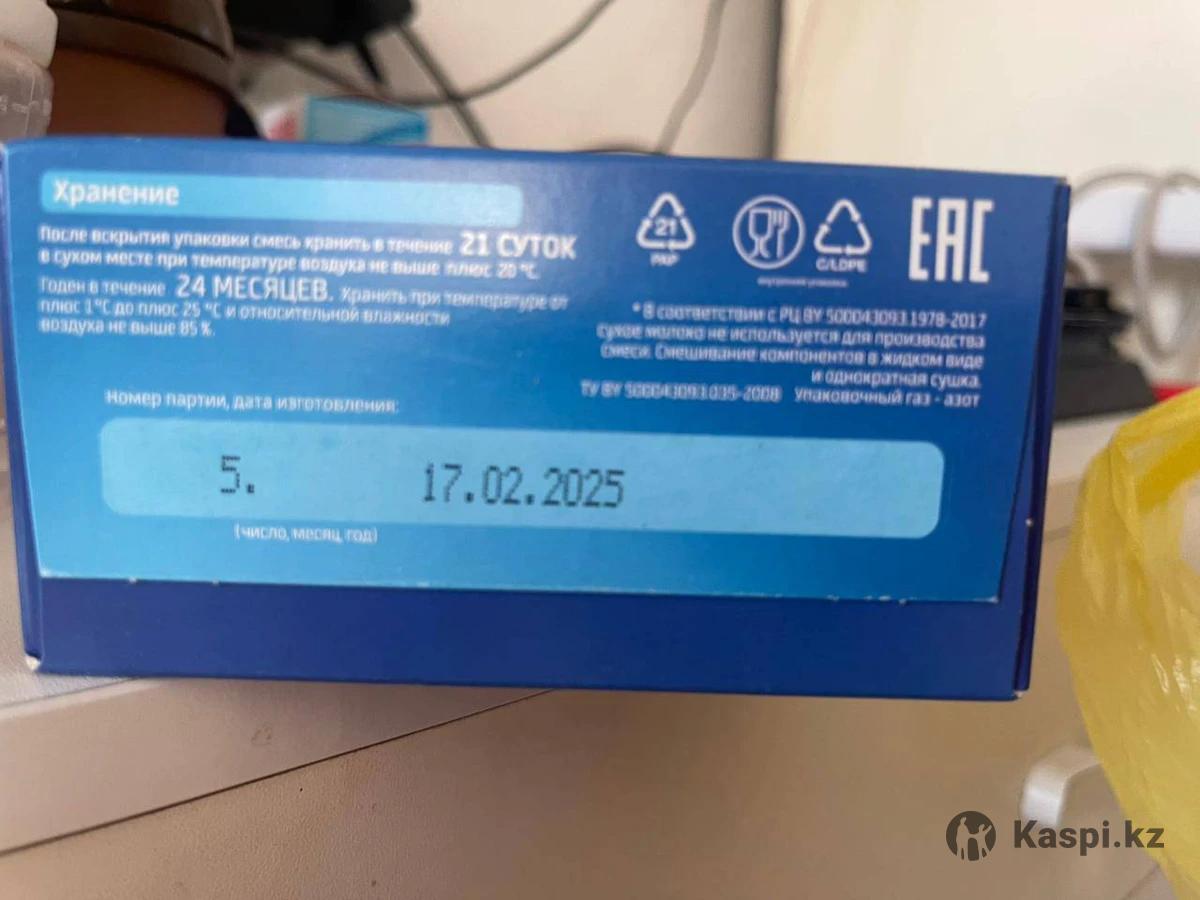 Хранение
После вскрытия упаковки смесь хранить в течение 21 СУТОК
в сухом месте при температуре воздуха не выше плюс 20 °С.
Годен в течение 24 МЕСЯЦЕВ. Хранить при температуре от
плюс 1°С до плюс 25 °С и относительной влажности
воздуха не выше 85 %.
21
PAP
C/LDPE
внутренняя упаковка
EAC
* В соответствии с РЦ BY 500043093.1978-2017
сухое молоко не используется для производства
смеси. Смешивание компонентов в жидком виде
и однократная сушка.
ТУ BY 500043093.035-2008 Упаковочный газ - азот
Номер партии, дата изготовления:
5. 17.02.2025
(число, месяц, год)
Kaspi.kz